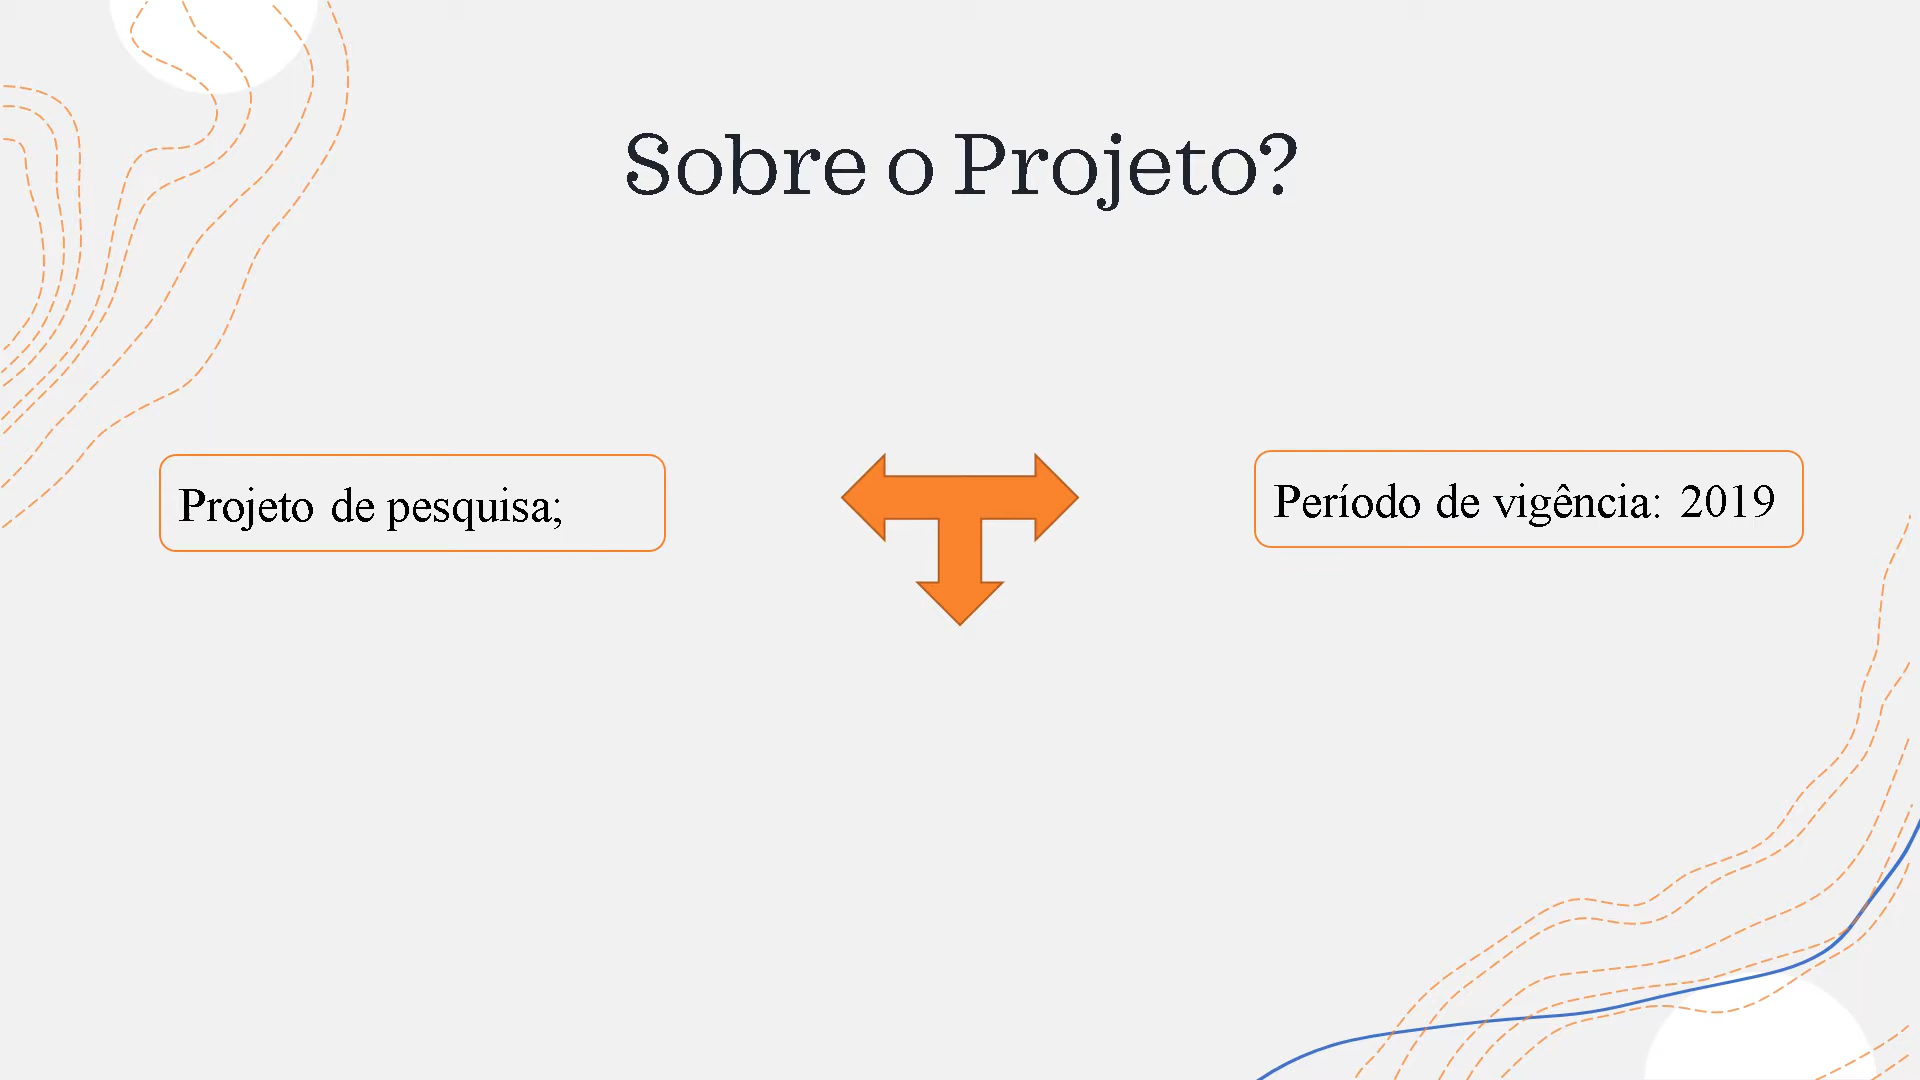 Sobre o Projeto?
Projeto de pesquisa;
Período de vigência: 2019